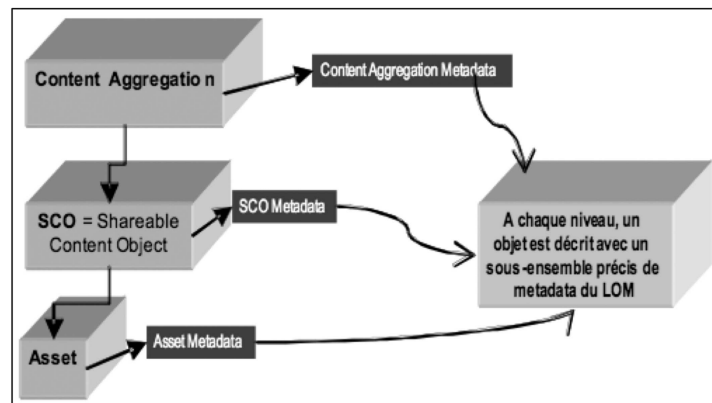 Content Aggregation
Content Aggregation Metadata
SCO = Shareable
Content Object
SCO Metadata
A chaque niveau, un
objet est décrit avec un
sous-ensemble précis de
metadata du LOM
Asset
Asset Metadata